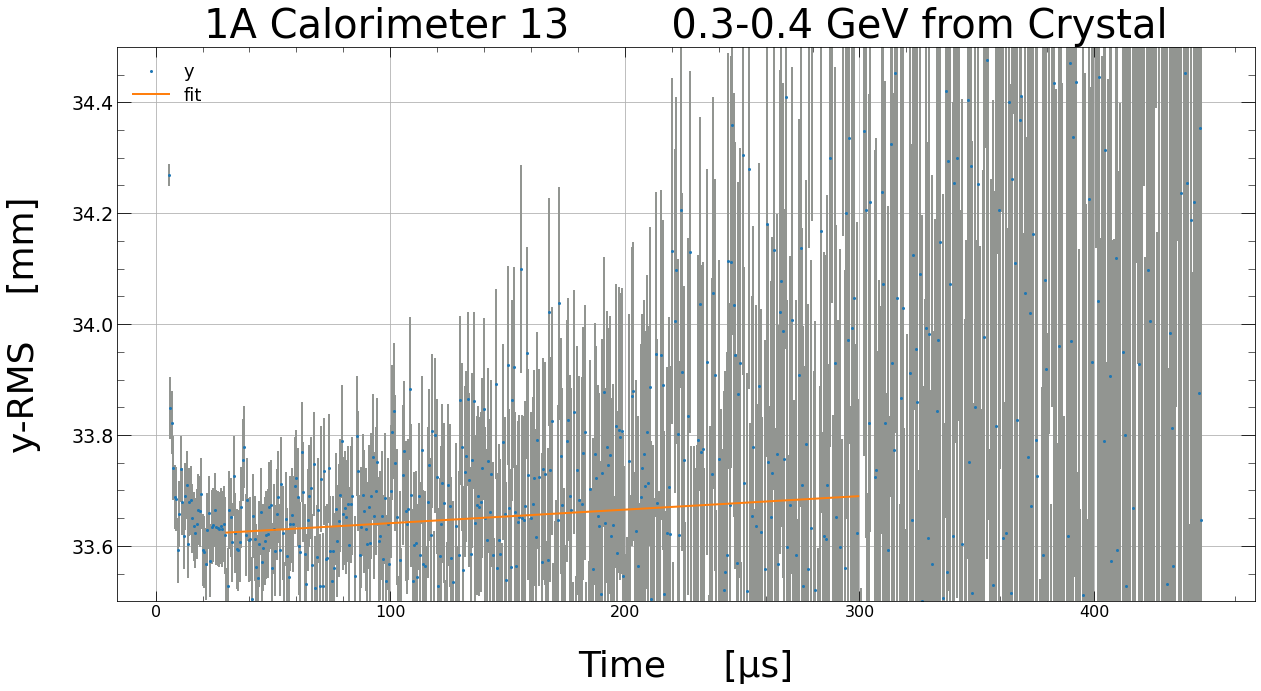 1A Calorimeter 13 0.3-0.4 GeV from Crystal
y
fit
34.4
34.2
34.0
33.8
33.6
y-RMS [mm]
0 100 200 300 400
Time [μs]